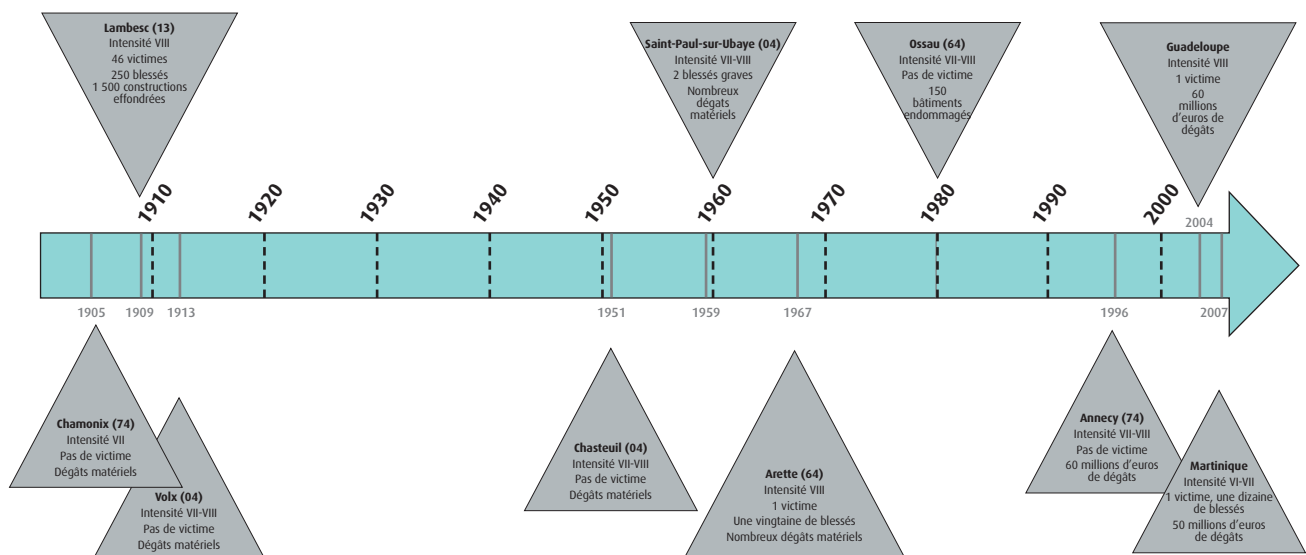 Lambesc (13)
Intensité VIII
46 victimes
250 blessés
1 500 constructions
effondrées
Saint-Paul-sur-Ubaye (04)
Intensité VII-VIII
2 blessés graves
Nombreux
dégats
matériels
Ossau (64)
Intensité VII-VIII
Pas de victime
150
bâtiments
endommagés
Guadeloupe
Intensité VIII
1 victime
60
millions
d'euros de
dégâts
1910
1920
1930
1940
1950
1960
1970
1980
1990
2000
2004
1905
1909
1913
1951
1959
1967
1996
2007
Chamonix (74)
Intensité VII
Pas de victime
Dégâts matériels
Volx (04)
Intensité VII-VIII
Pas de victime
Dégâts matériels
Chasteuil (04)
Intensité VII-VIII
Pas de victime
Dégâts matériels
Arette (64)
Intensité VIII
1 victime
Une vingtaine de blessés
Nombreux dégâts matériels
Annecy (74)
Intensité VII-VIII
Pas de victime
60 millions d'euros
de dégâts
Martinique
Intensité VI-VII
1 victime, une dizaine
de blessés
50 millions d'euros
de dégâts